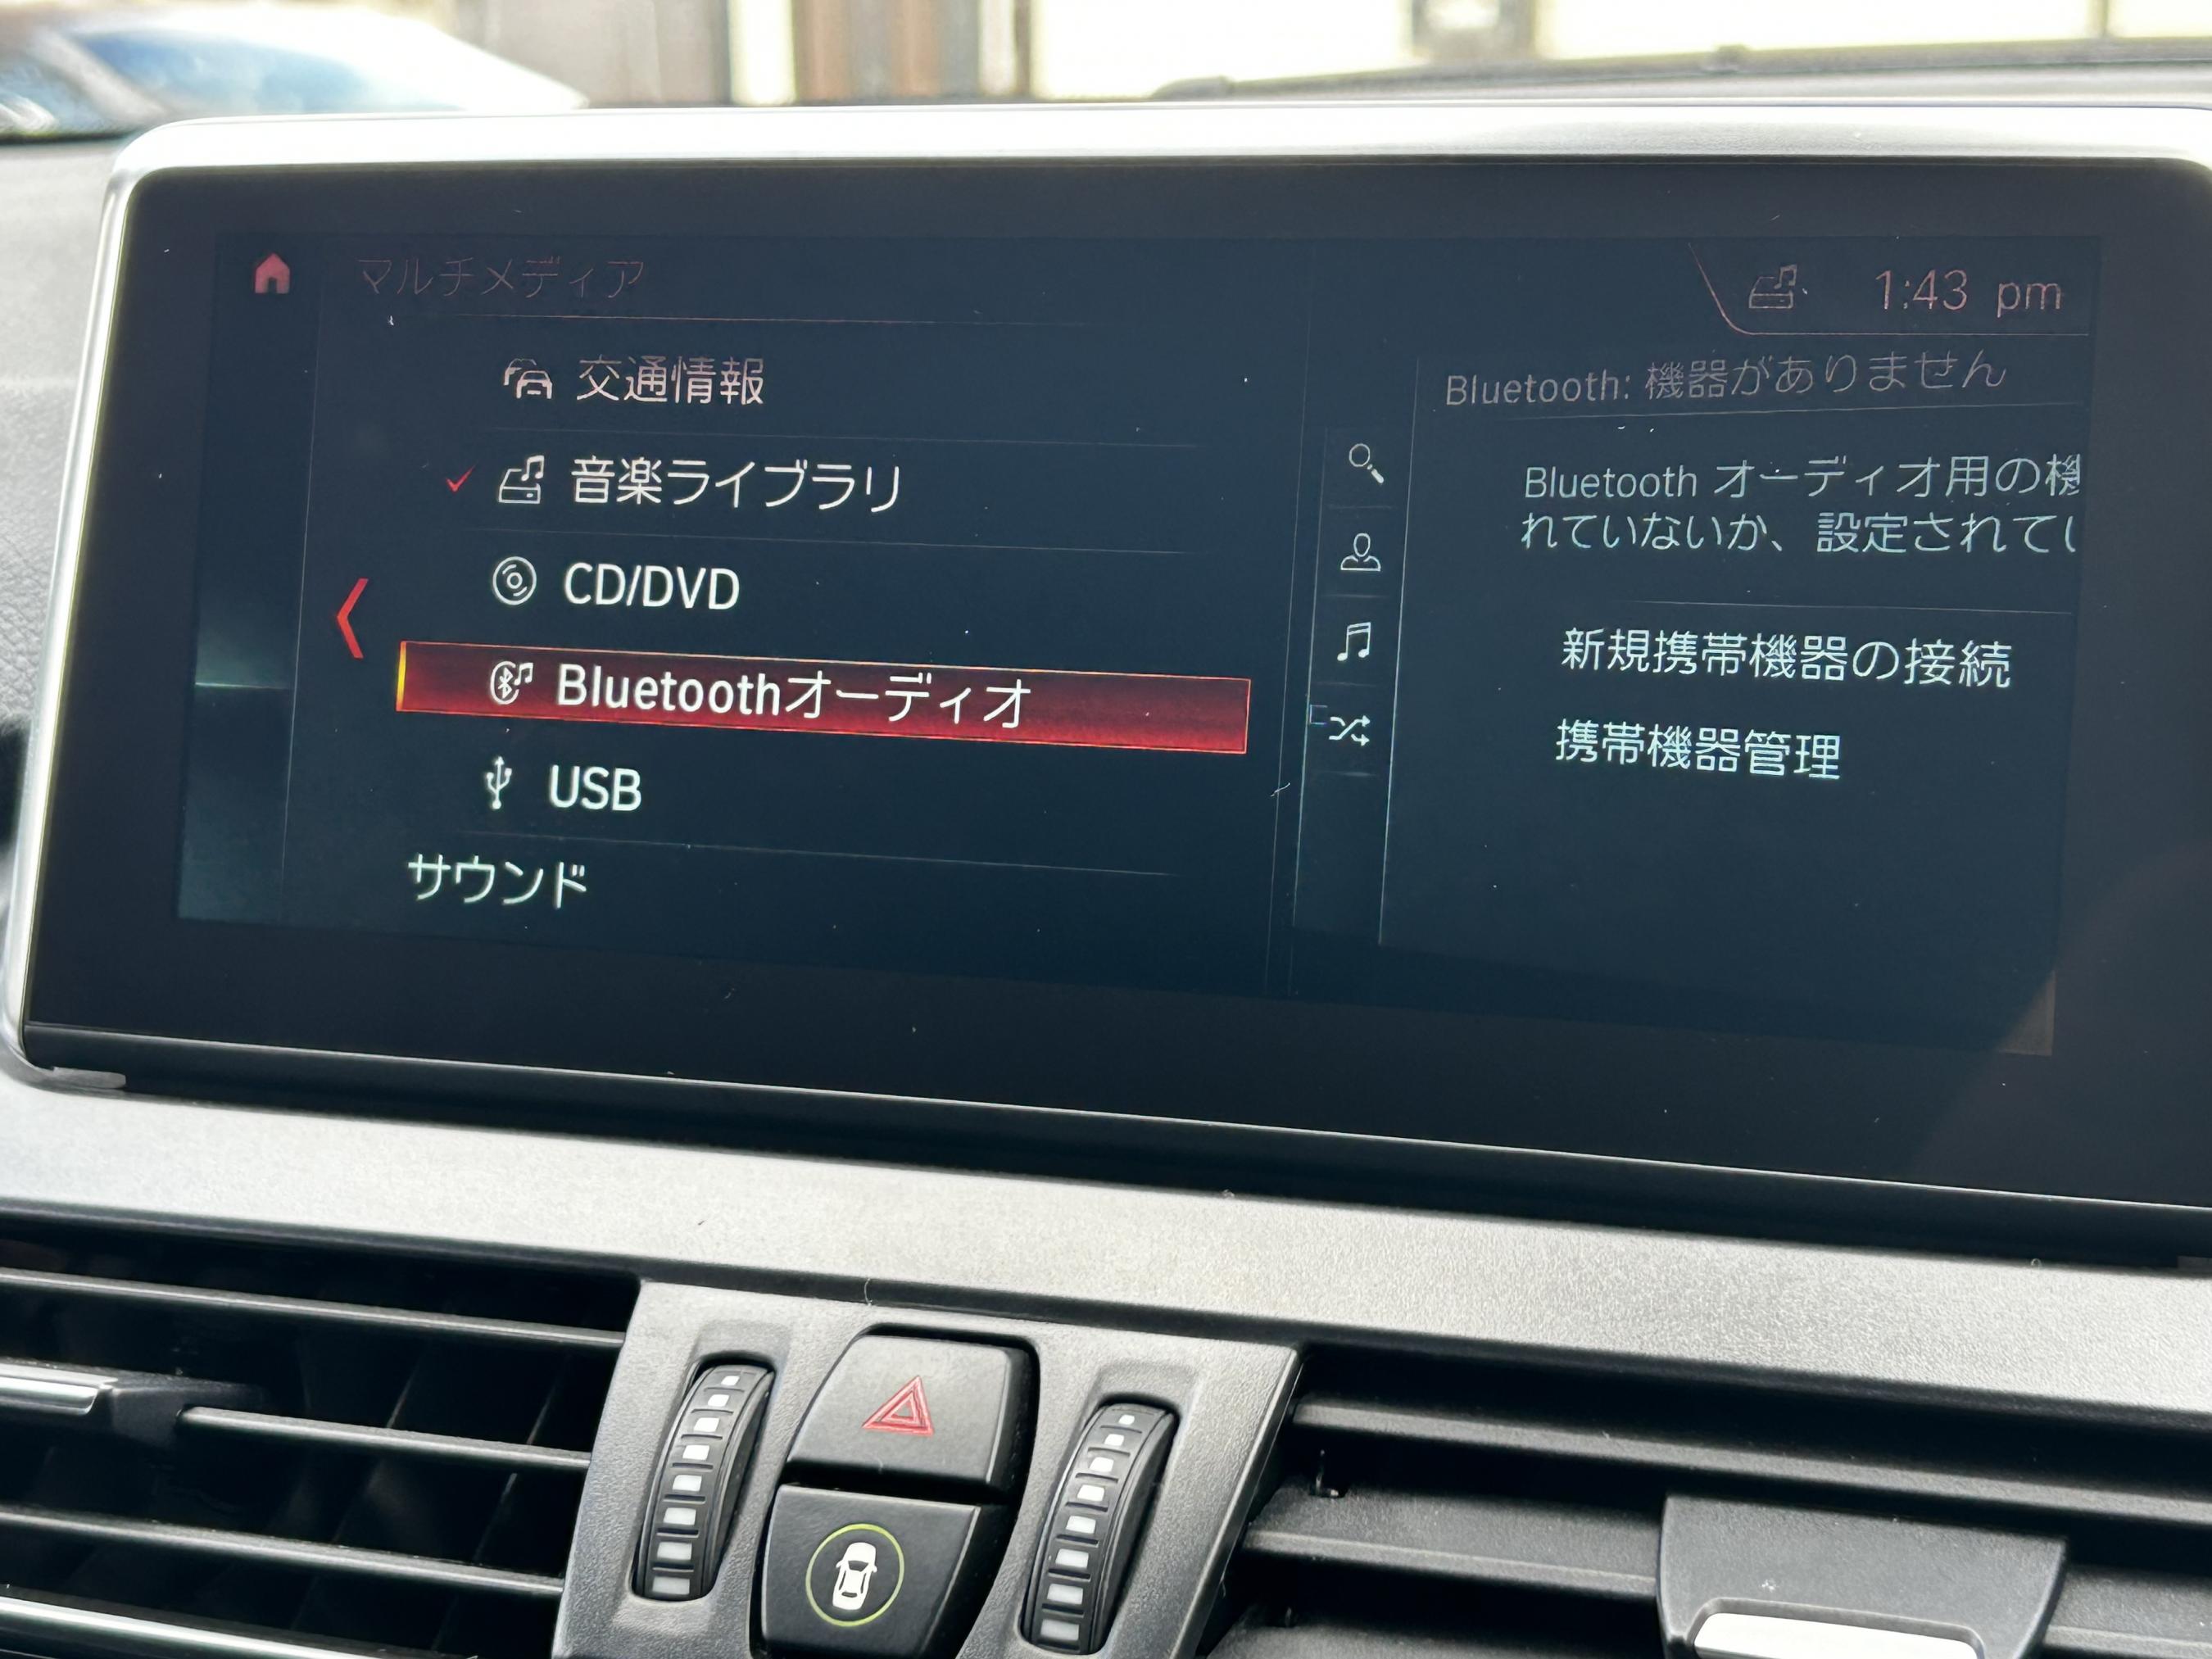 マルチメディア
1:43 pm
交通情報
音楽ライブラリ
CD/DVD
Bluetoothオーディオ
USB
サウンド
Bluetooth: 機器がありません
Bluetooth オーディオ用の機
れていないか、設定されてい
新規携帯機器の接続
携帯機器管理